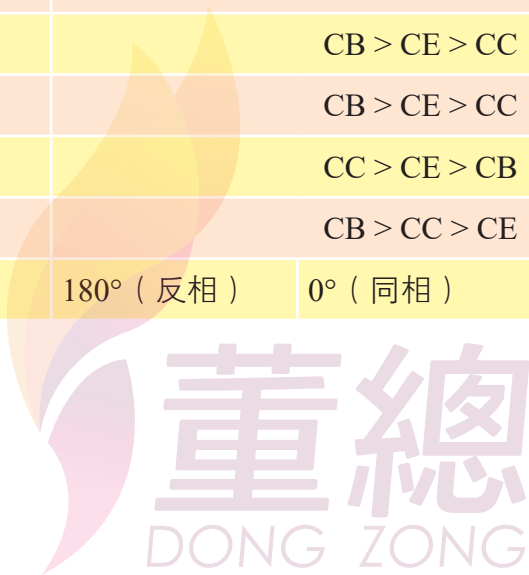 CB > CE > CC
CB > CE > CC
CC > CE > CB
CB > CC > CE
180°（反相） 0°（同相）
董總
DONG ZONG